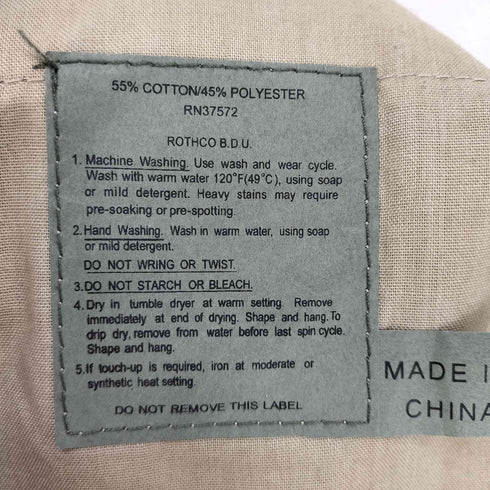 55% COTTON/45% POLYESTER
RN37572
ROTHCO B.D.U.
1. Machine Washing. Use wash and wear cycle.
Wash with warm water 120°F(49°C), using soap
or mild detergent. Heavy stains may require
pre-soaking or pre-spotting.
2. Hand Washing. Wash in warm water, using soap
or mild detergent.
DO NOT WRING OR TWIST.
3. DO NOT STARCH OR BLEACH.
4. Dry in tumble dryer at warm setting. Remove
immediately at end of drying. Shape and hang. To
drip dry, remove from water before last spin cycle.
Shape and hang.
5. If touch-up is required, iron at moderate or
synthetic heat setting.
DO NOT REMOVE THIS LABEL
MADE I
CHINA